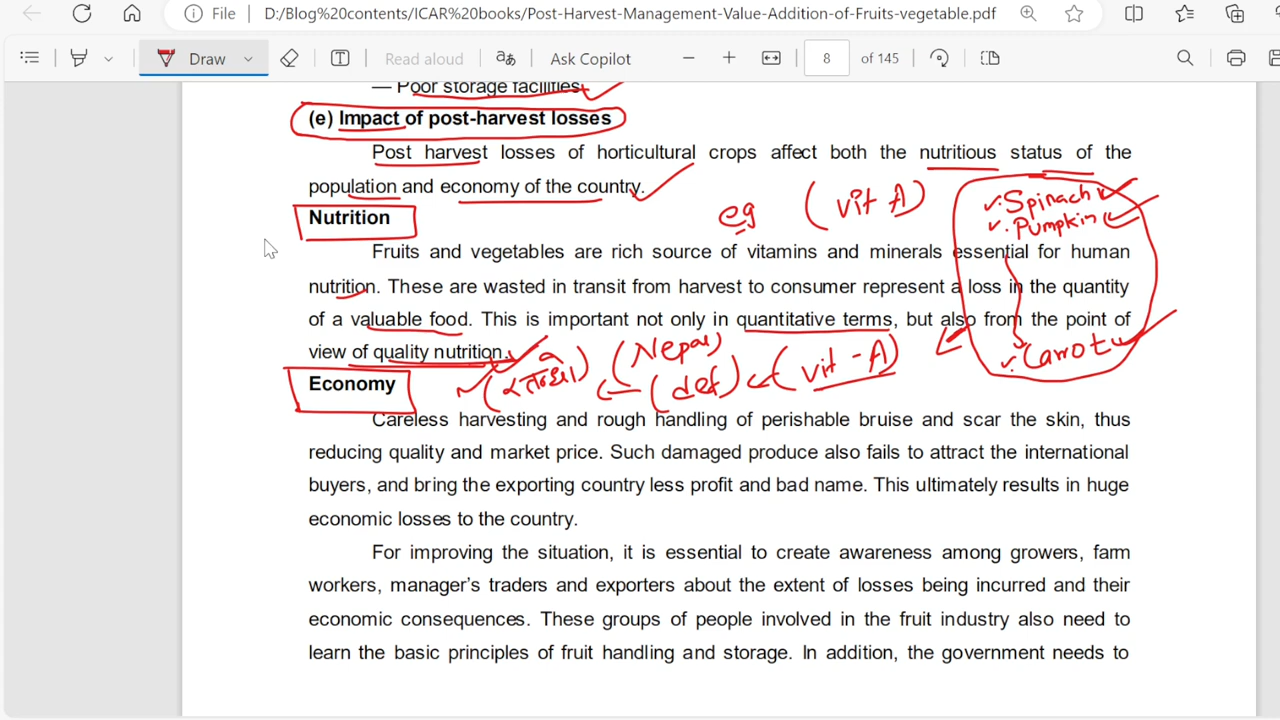 File D:/Blog%20contents/ICAR%20books/Post-Harvest-Management-Value-Addition-of-Fruits-vegetable.pdf
Draw Read aloud aあ Ask Copilot 8 of 145
— Poor storage facilities
(e) Impact of post-harvest losses
Post harvest losses of horticultural crops affect both the nutritious status of the
population and economy of the country.
eg (vit A)
Spinach
Pumpkin
Nutrition
Fruits and vegetables are rich source of vitamins and minerals essential for human
nutrition. These are wasted in transit from harvest to consumer represent a loss in the quantity
of a valuable food. This is important not only in quantitative terms, but also from the point of
view of quality nutrition.
(Nepal)
Carrot
(def) (vit - A)
Economy
Careless harvesting and rough handling of perishable bruise and scar the skin, thus
reducing quality and market price. Such damaged produce also fails to attract the international
buyers, and bring the exporting country less profit and bad name. This ultimately results in huge
economic losses to the country.
For improving the situation, it is essential to create awareness among growers, farm
workers, manager's traders and exporters about the extent of losses being incurred and their
economic consequences. These groups of people involved in the fruit industry also need to
learn the basic principles of fruit handling and storage. In addition, the government needs to